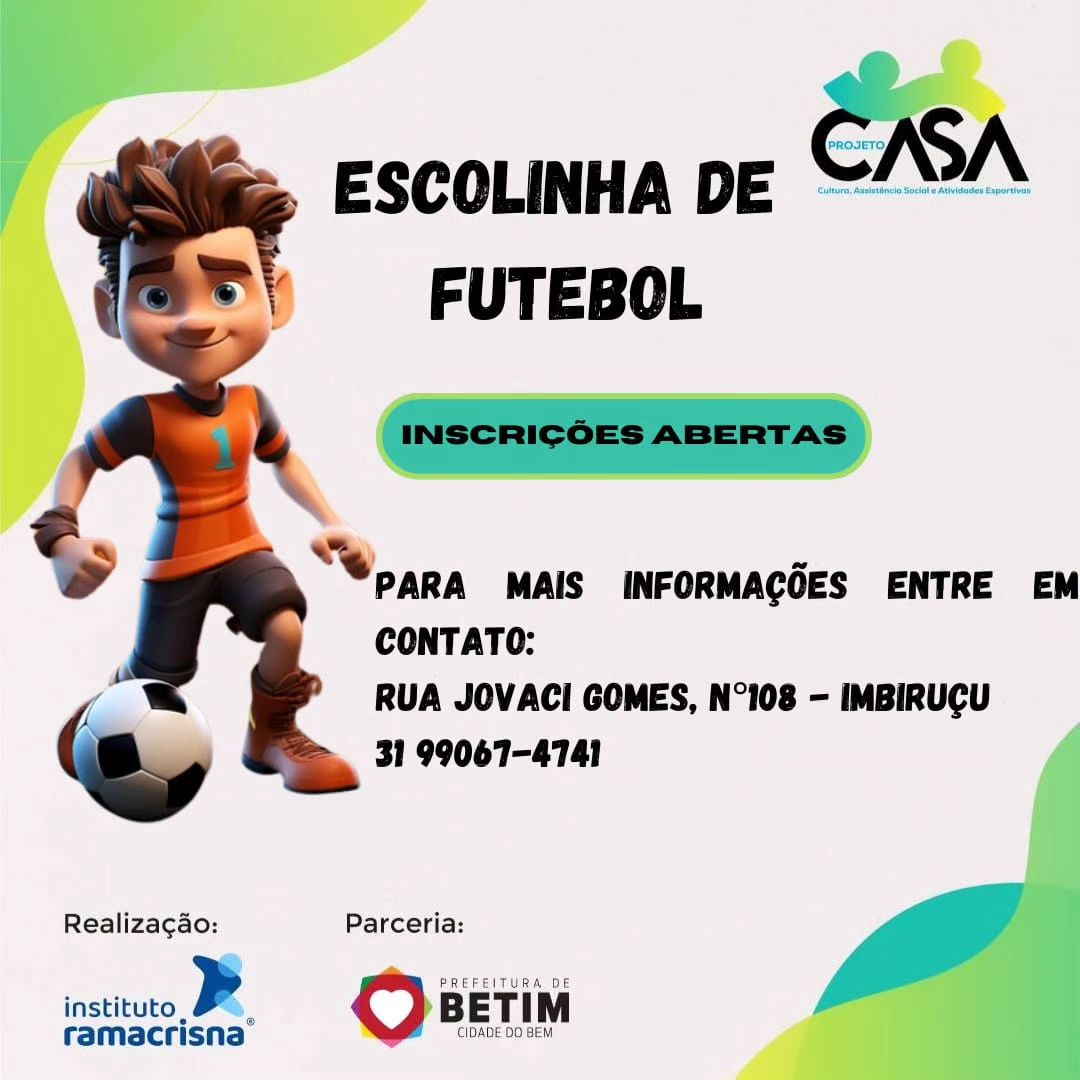 PROJETO
CASA
Cultura, Assistência Social e Atividades Esportivas
ESCOLINHA DE
FUTEBOL
1
INSCRIÇÕES ABERTAS
PARA MAIS INFORMAÇÕES ENTRE EM
CONTATO:
RUA JOVACI GOMES, Nº108 - IMBIRUÇU
31 99067-4741
Realização:
instituto
ramacrisna®
Parceria:
PREFEITURA DE
BETIM
CIDADE DO BEM